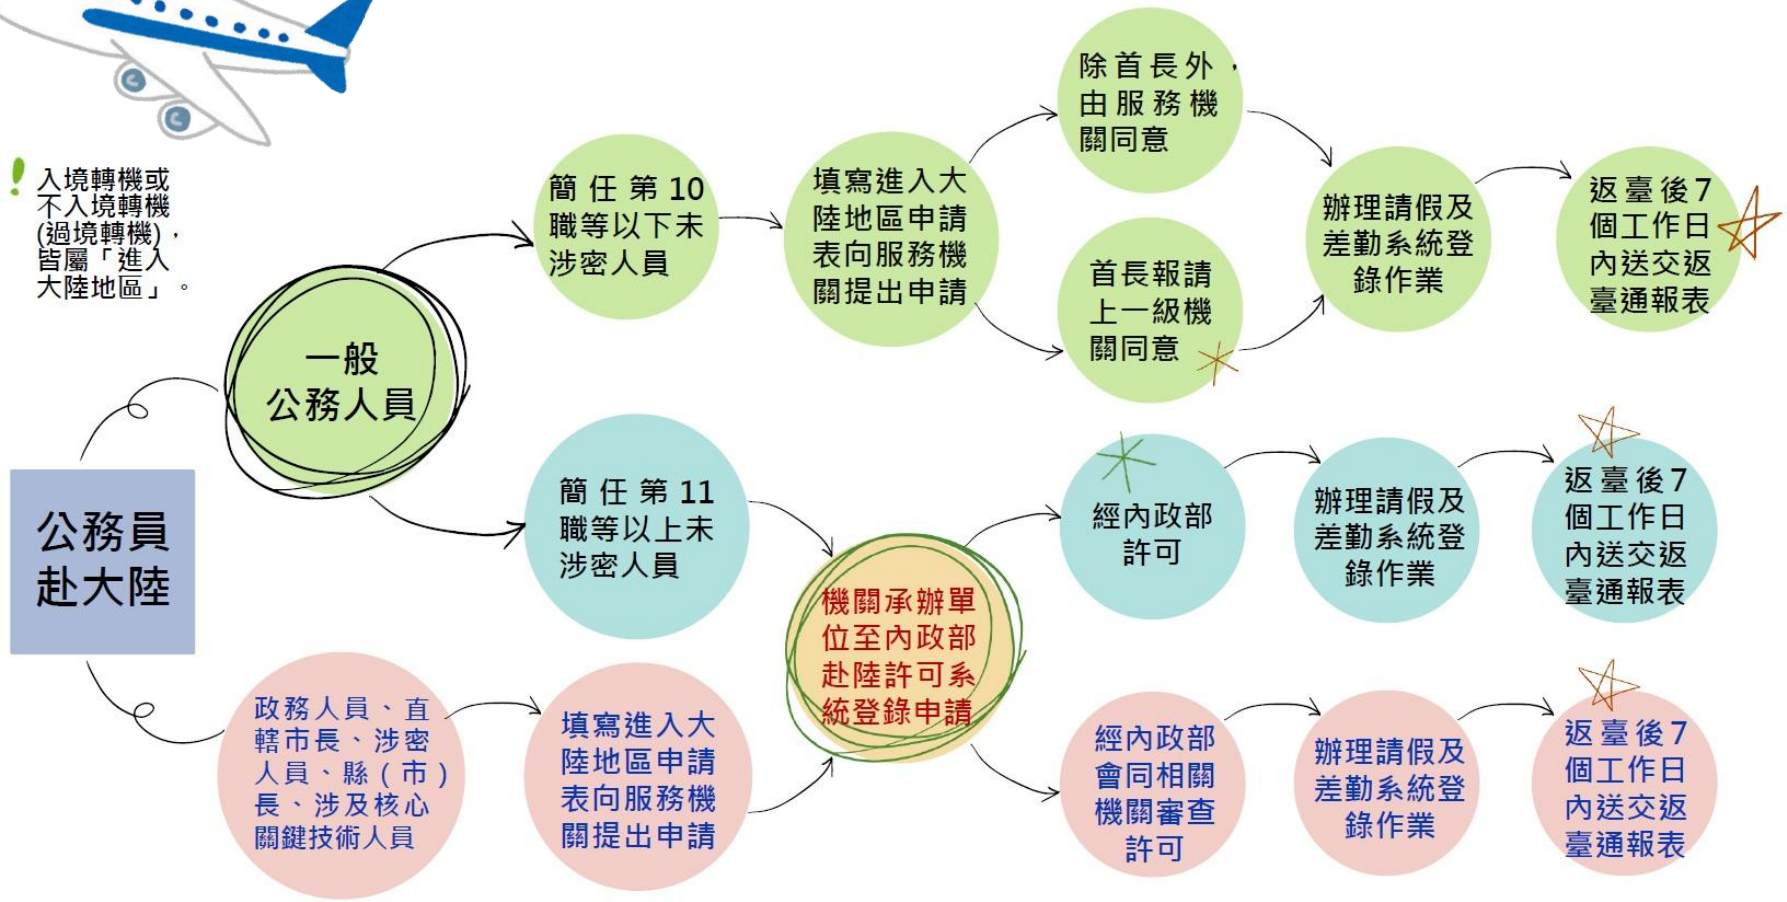 入境轉機或
不入境轉機
(過境轉機)，
皆屬「進入
大陸地區」。
公務員
赴大陸
一般
公務人員
簡任第10
職等以下未
涉密人員
填寫進入大
陸地區申請
表向服務機
關提出申請
除首長外，
由服務機
關同意
首長報請
上一級機
關同意
辦理請假及
差勤系統登
錄作業
返臺後7
個工作日
內送交返
臺通報表
簡任第11
職等以上未
涉密人員
機關承辦單
位至內政部
赴陸許可系
統登錄申請
經內政部
許可
辦理請假及
差勤系統登
錄作業
返臺後7
個工作日
內送交返
臺通報表
政務人員、直
轄市長、涉密
人員、縣（市）
長、涉及核心
關鍵技術人員
填寫進入大
陸地區申請
表向服務機
關提出申請
經內政部
會同相關
機關審查
許可
辦理請假及
差勤系統登
錄作業
返臺後7
個工作日
內送交返
臺通報表